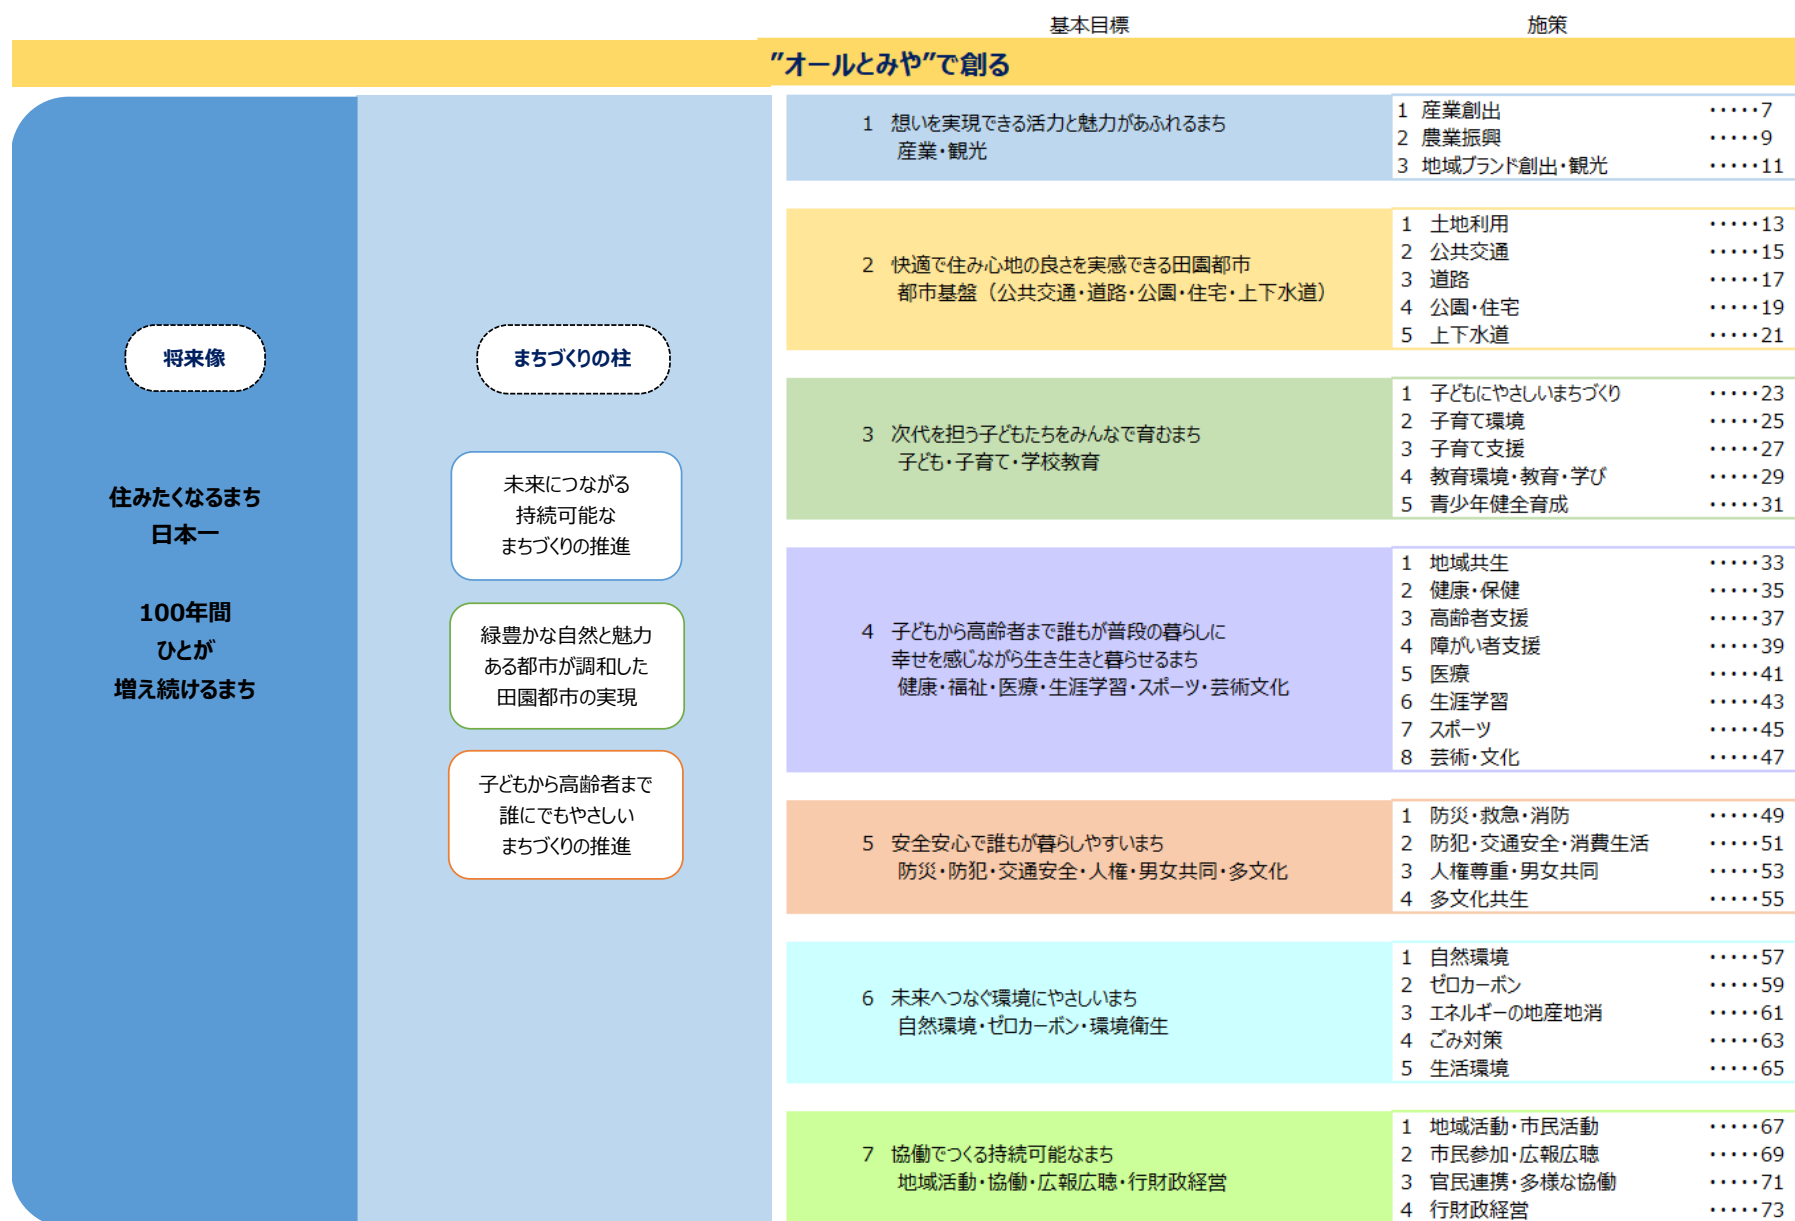 基本目標 施策
”オールとみや”で創る
将来像
住みたくなるまち
日本一
100年間
ひとが
増え続けるまち
まちづくりの柱
未来につながる
持続可能な
まちづくりの推進
緑豊かな自然と魅力
ある都市が調和した
田園都市の実現
子どもから高齢者まで
誰にでもやさしい
まちづくりの推進
1 想いを実現できる活力と魅力があふれるまち
産業・観光
1 産業創出 ・・・・・7
2 農業振興 ・・・・・9
3 地域ブランド創出・観光 ・・・・・11
2 快適で住み心地の良さを実感できる田園都市
都市基盤（公共交通・道路・公園・住宅・上下水道）
1 土地利用 ・・・・・13
2 公共交通 ・・・・・15
3 道路 ・・・・・17
4 公園・住宅 ・・・・・19
5 上下水道 ・・・・・21
3 次代を担う子どもたちをみんなで育むまち
子ども・子育て・学校教育
1 子どもにやさしいまちづくり ・・・・・23
2 子育て環境 ・・・・・25
3 子育て支援 ・・・・・27
4 教育環境・教育・学び ・・・・・29
5 青少年健全育成 ・・・・・31
4 子どもから高齢者まで誰もが普段の暮らしに
幸せを感じながら生き生きと暮らせるまち
健康・福祉・医療・生涯学習・スポーツ・芸術文化
1 地域共生 ・・・・・33
2 健康・保健 ・・・・・35
3 高齢者支援 ・・・・・37
4 障がい者支援 ・・・・・39
5 医療 ・・・・・41
6 生涯学習 ・・・・・43
7 スポーツ ・・・・・45
8 芸術・文化 ・・・・・47
5 安全安心で誰もが暮らしやすいまち
防災・防犯・交通安全・人権・男女共同・多文化
1 防災・救急・消防 ・・・・・49
2 防犯・交通安全・消費生活 ・・・・・51
3 人権尊重・男女共同 ・・・・・53
4 多文化共生 ・・・・・55
6 未来へつなぐ環境にやさしいまち
自然環境・ゼロカーボン・環境衛生
1 自然環境 ・・・・・57
2 ゼロカーボン ・・・・・59
3 エネルギーの地産地消 ・・・・・61
4 ごみ対策 ・・・・・63
5 生活環境 ・・・・・65
7 協働でつくる持続可能なまち
地域活動・協働・広報広聴・行財政経営
1 地域活動・市民活動 ・・・・・67
2 市民参加・広報広聴 ・・・・・69
3 官民連携・多様な協働 ・・・・・71
4 行財政経営 ・・・・・73